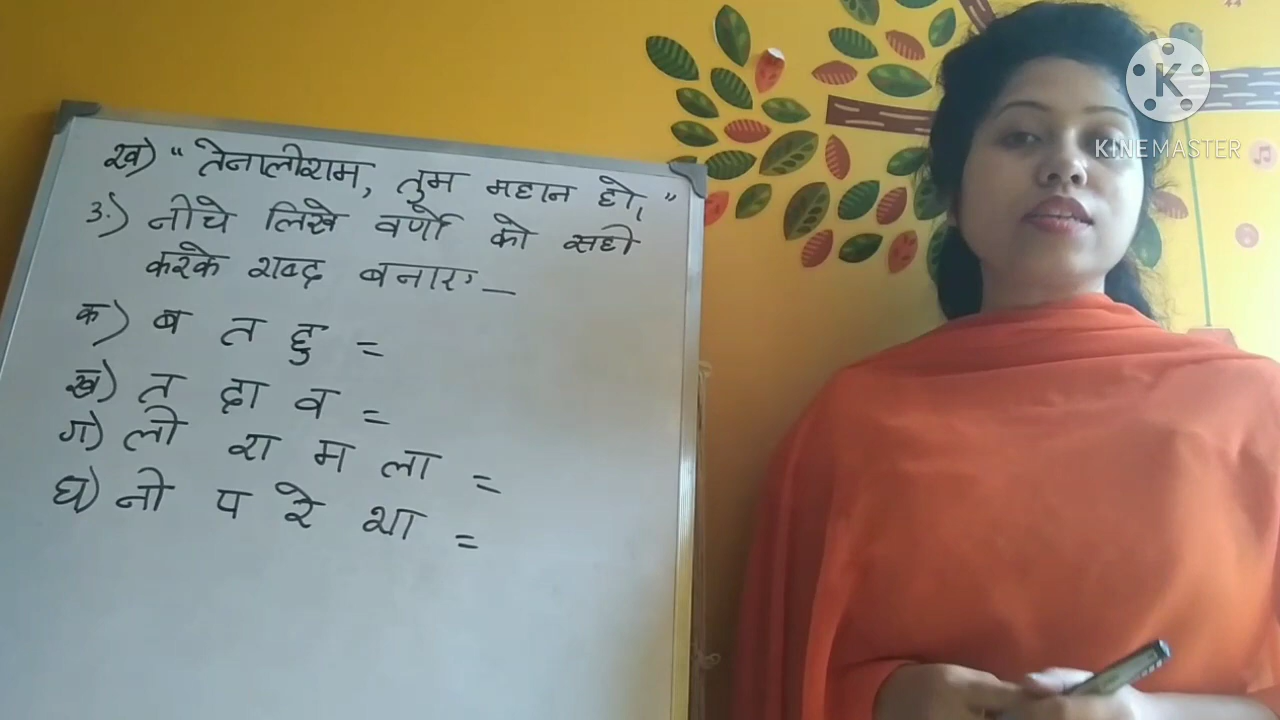 ख) "तेनालीराम, तुम महान हो,"
3.) नीचे लिखे वर्णो को सही
करके शब्द बनाए —
क) ब त हु =
ख) त दा व =
ग) ली रा म ला =
घ) नी प रे शा =
K
KINEMASTER